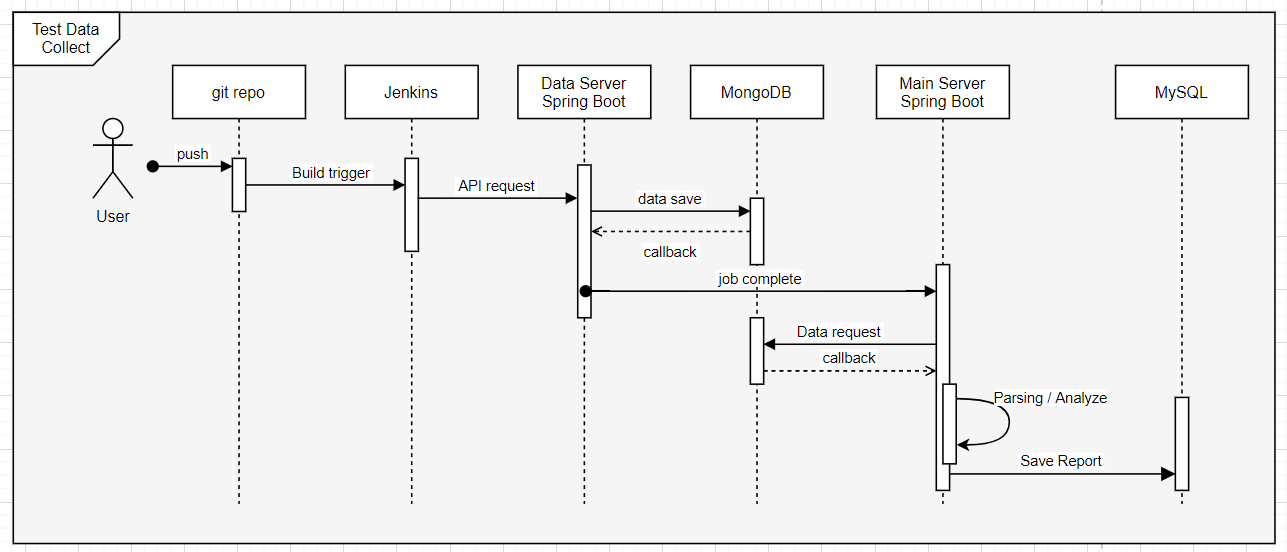 Test Data
Collect
git repo
Jenkins
Data Server
Spring Boot
MongoDB
Main Server
Spring Boot
MySQL
User
push
Build trigger
API request
data save
callback
job complete
Data request
callback
Parsing / Analyze
Save Report